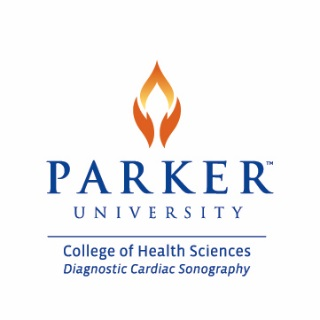 PARKER™
UNIVERSITY
College of Health Sciences
Diagnostic Cardiac Sonography